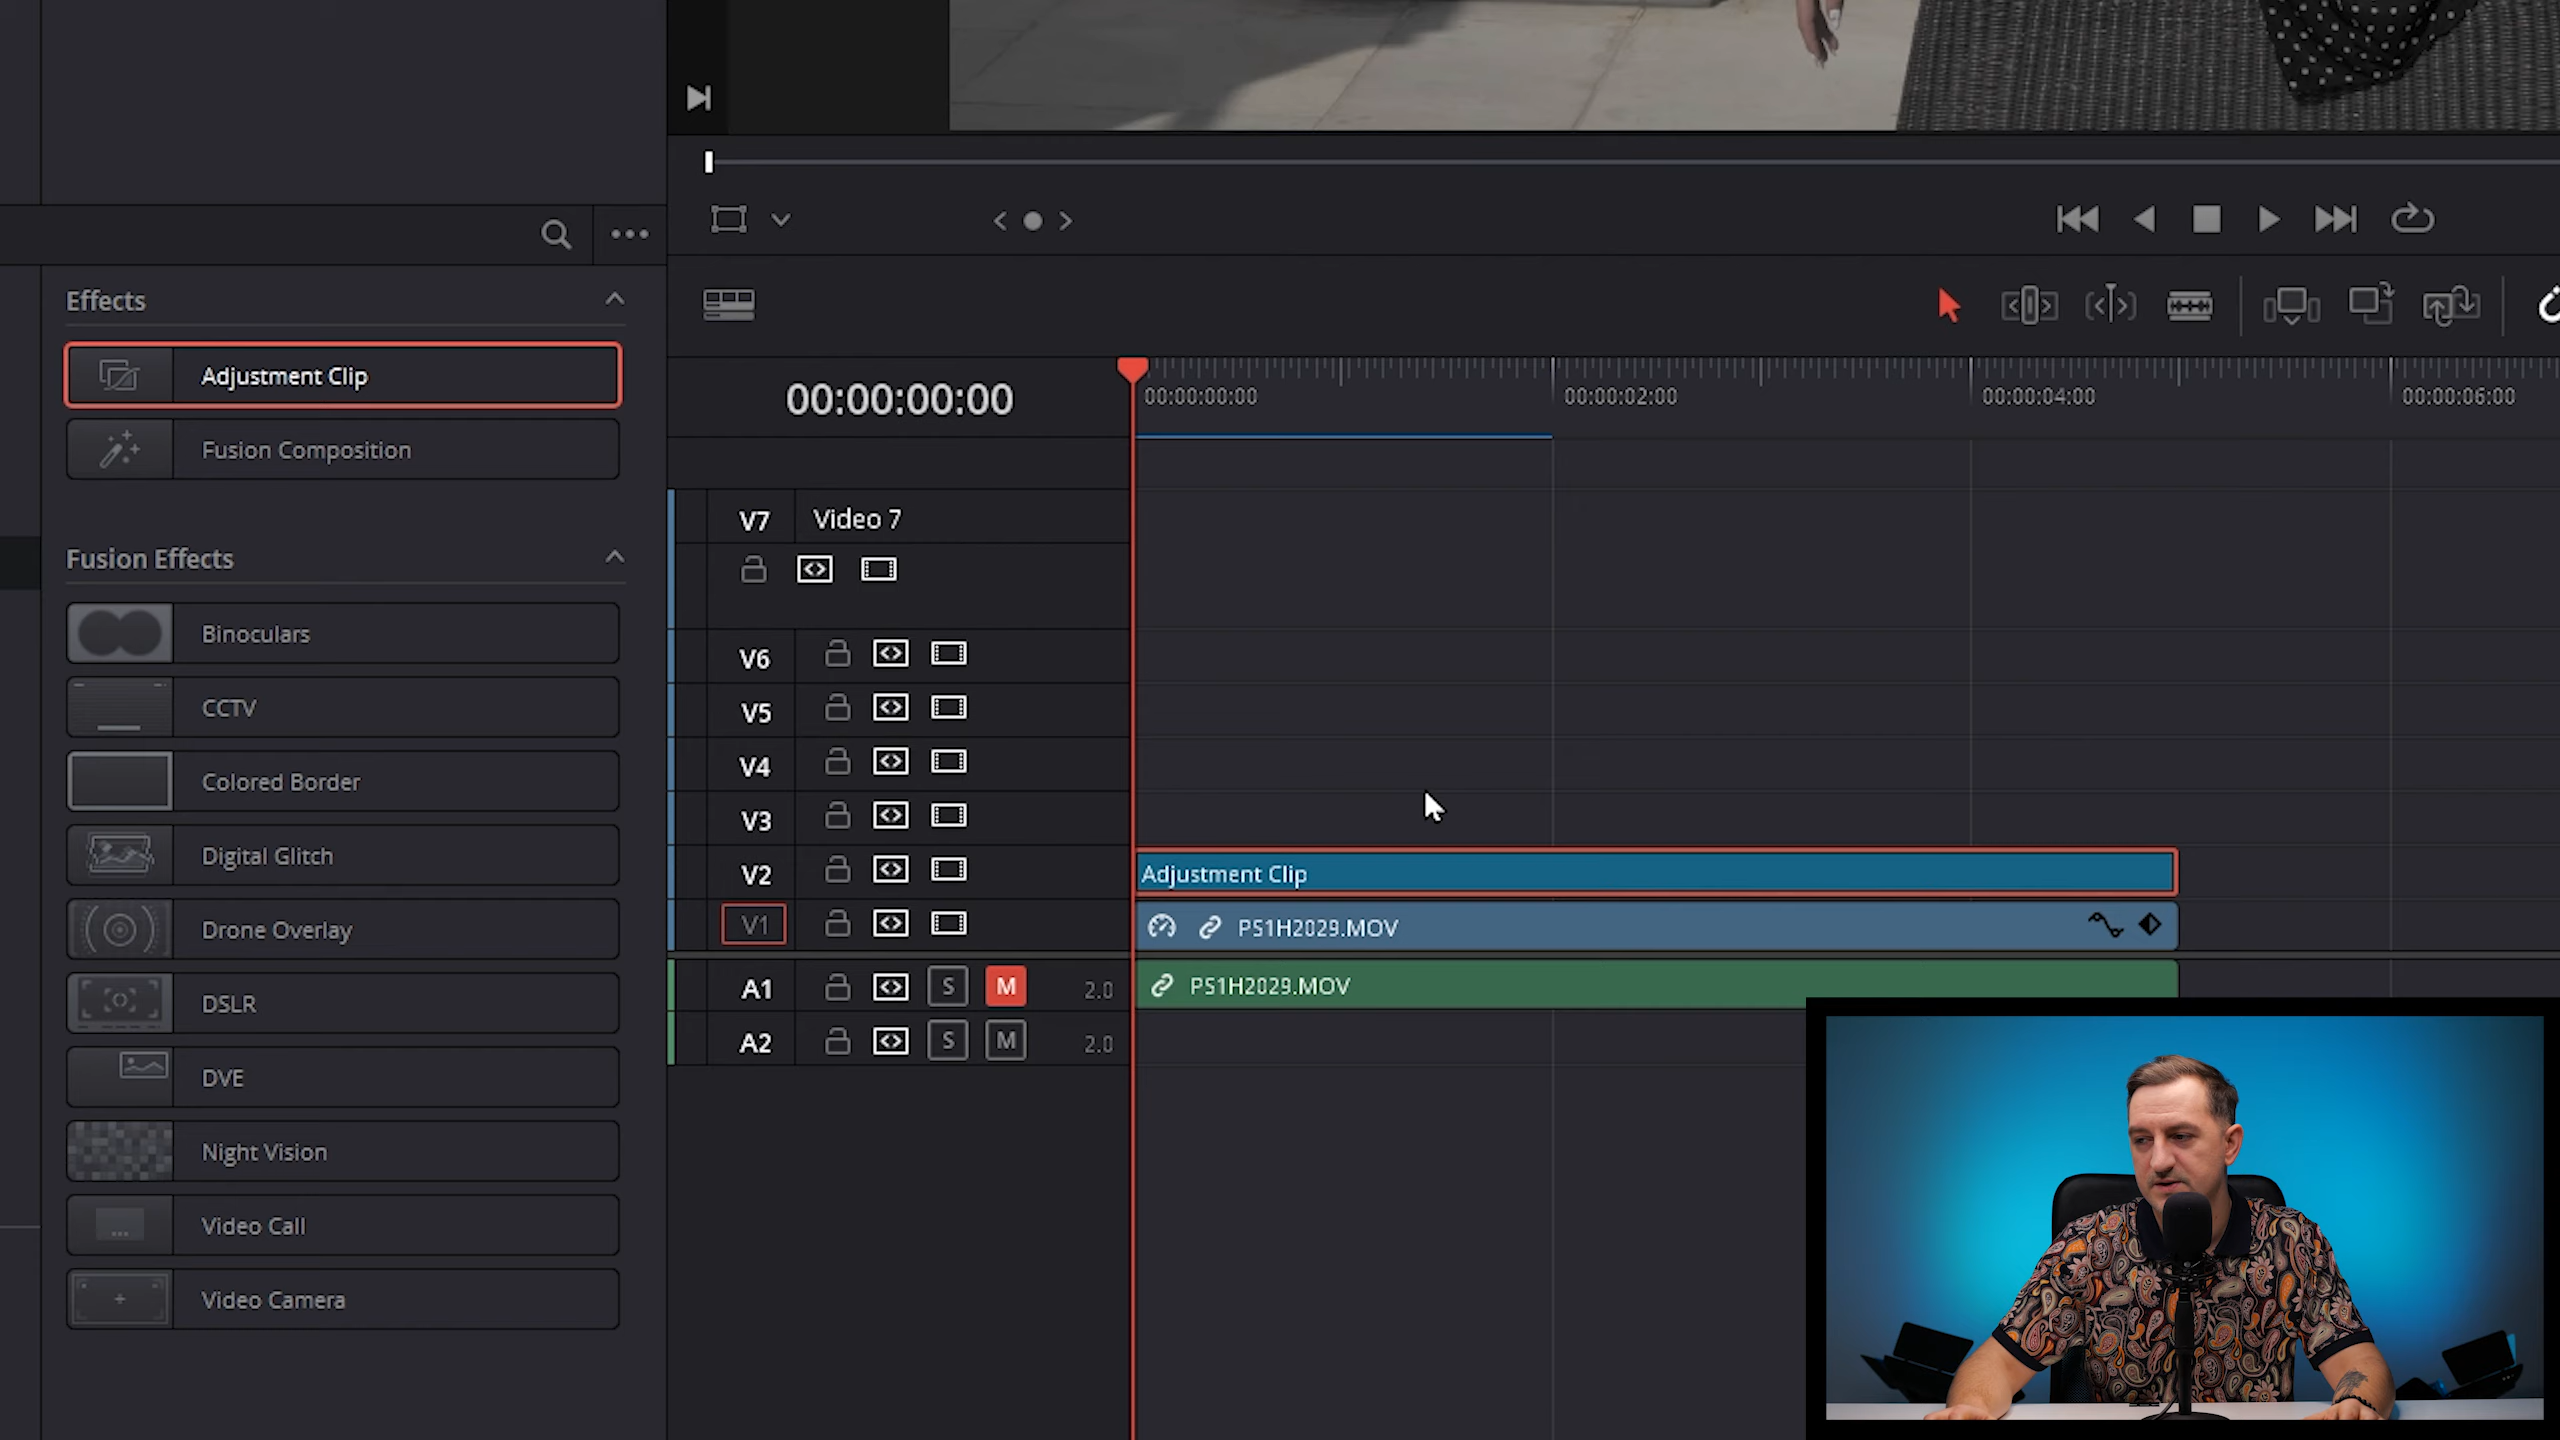 Effects
Adjustment Clip
Fusion Composition
Fusion Effects
Binoculars
CCTV
Colored Border
Digital Glitch
Drone Overlay
DSLR
DVE
Night Vision
Video Call
Video Camera
00:00:00:00
00:00:00:00
00:00:02:00
00:00:04:00
00:00:06:00
V7 Video 7
V6
V5
V4
V3
V2
Adjustment Clip
V1
PS1H2029.MOV
A1 S M 2.0
PS1H2029.MOV
A2 S M 2.0